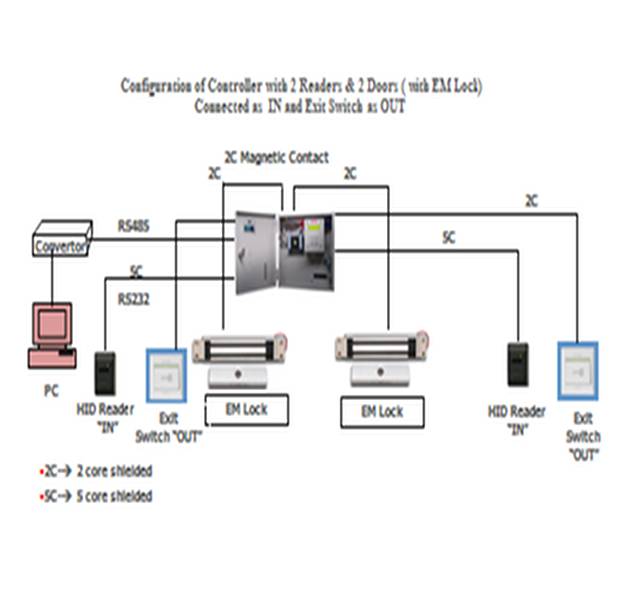 Configuration of Controller with 2 Readers & 2 Doors ( with EM Lock)
Connected as IN and Exit Switch as OUT
2C Magnetic Contact
2C
2C
2C
RS485
5C
Convertor
5C
RS232
PC
HID Reader
"IN"
Exit
Switch "OUT"
EM Lock
EM Lock
HID Reader
"IN"
Exit
Switch
"OUT"
•2C→ 2 core shielded
•5C→ 5 core shielded